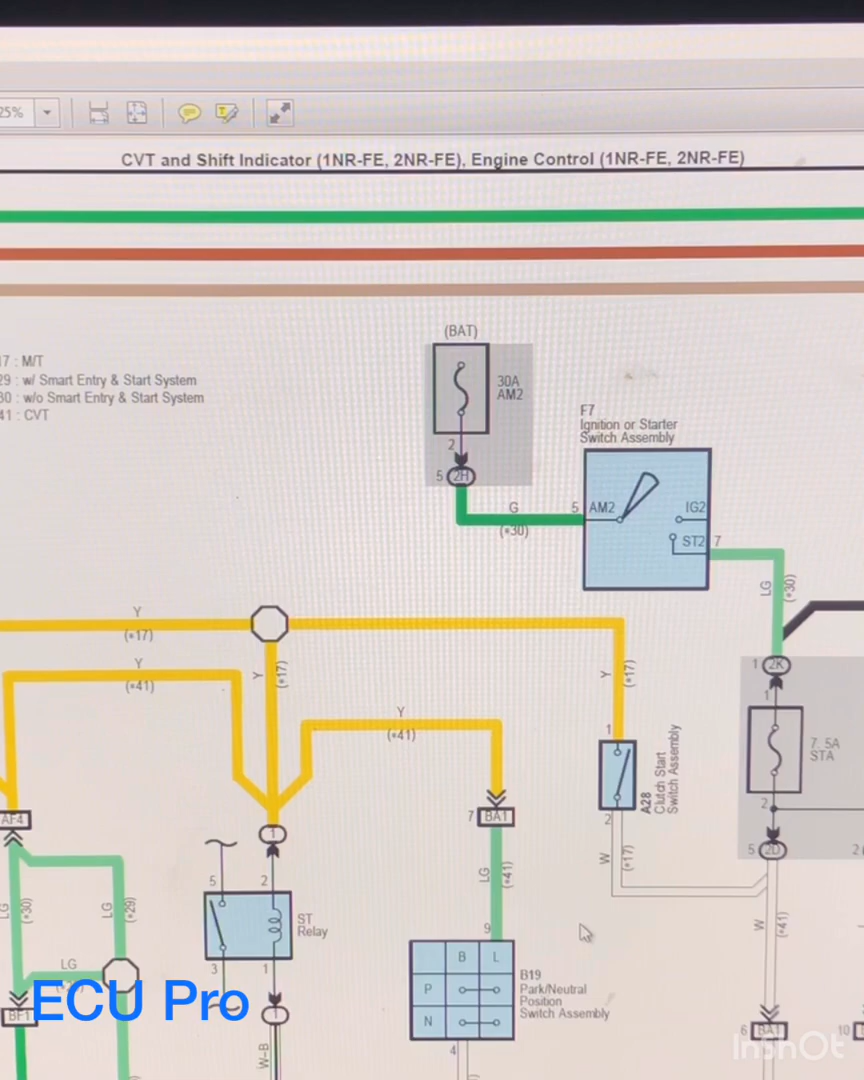 25%
CVT and Shift Indicator (1NR-FE, 2NR-FE), Engine Control (1NR-FE, 2NR-FE)
(BAT)
17 : M/T
29 : w/ Smart Entry & Start System
30 : w/o Smart Entry & Start System
41 : CVT
30A
AM2
2
5 2H
F7
Ignition or Starter
Switch Assembly
G
(*30)
5 AM2
IG2
ST2 7
LG
(*30)
Y
(*17)
Y
(*41)
Y
(*17)
Y
(*41)
Y
(*17)
1 2K
1
7. 5A
STA
2
5 2D
1
A28
Clutch Start
Switch Assembly
2
W
(*17)
AF4
1
7 BA1
5
2
ST
Relay
3
1
LG
(*41)
LG
(*30)
LG
(*29)
LG
W
(*41)
9
B L
P
N
B19
Park/Neutral
Position
Switch Assembly
4
BF1
1
W-B
6 BA1
10
ECU Pro
InShOt